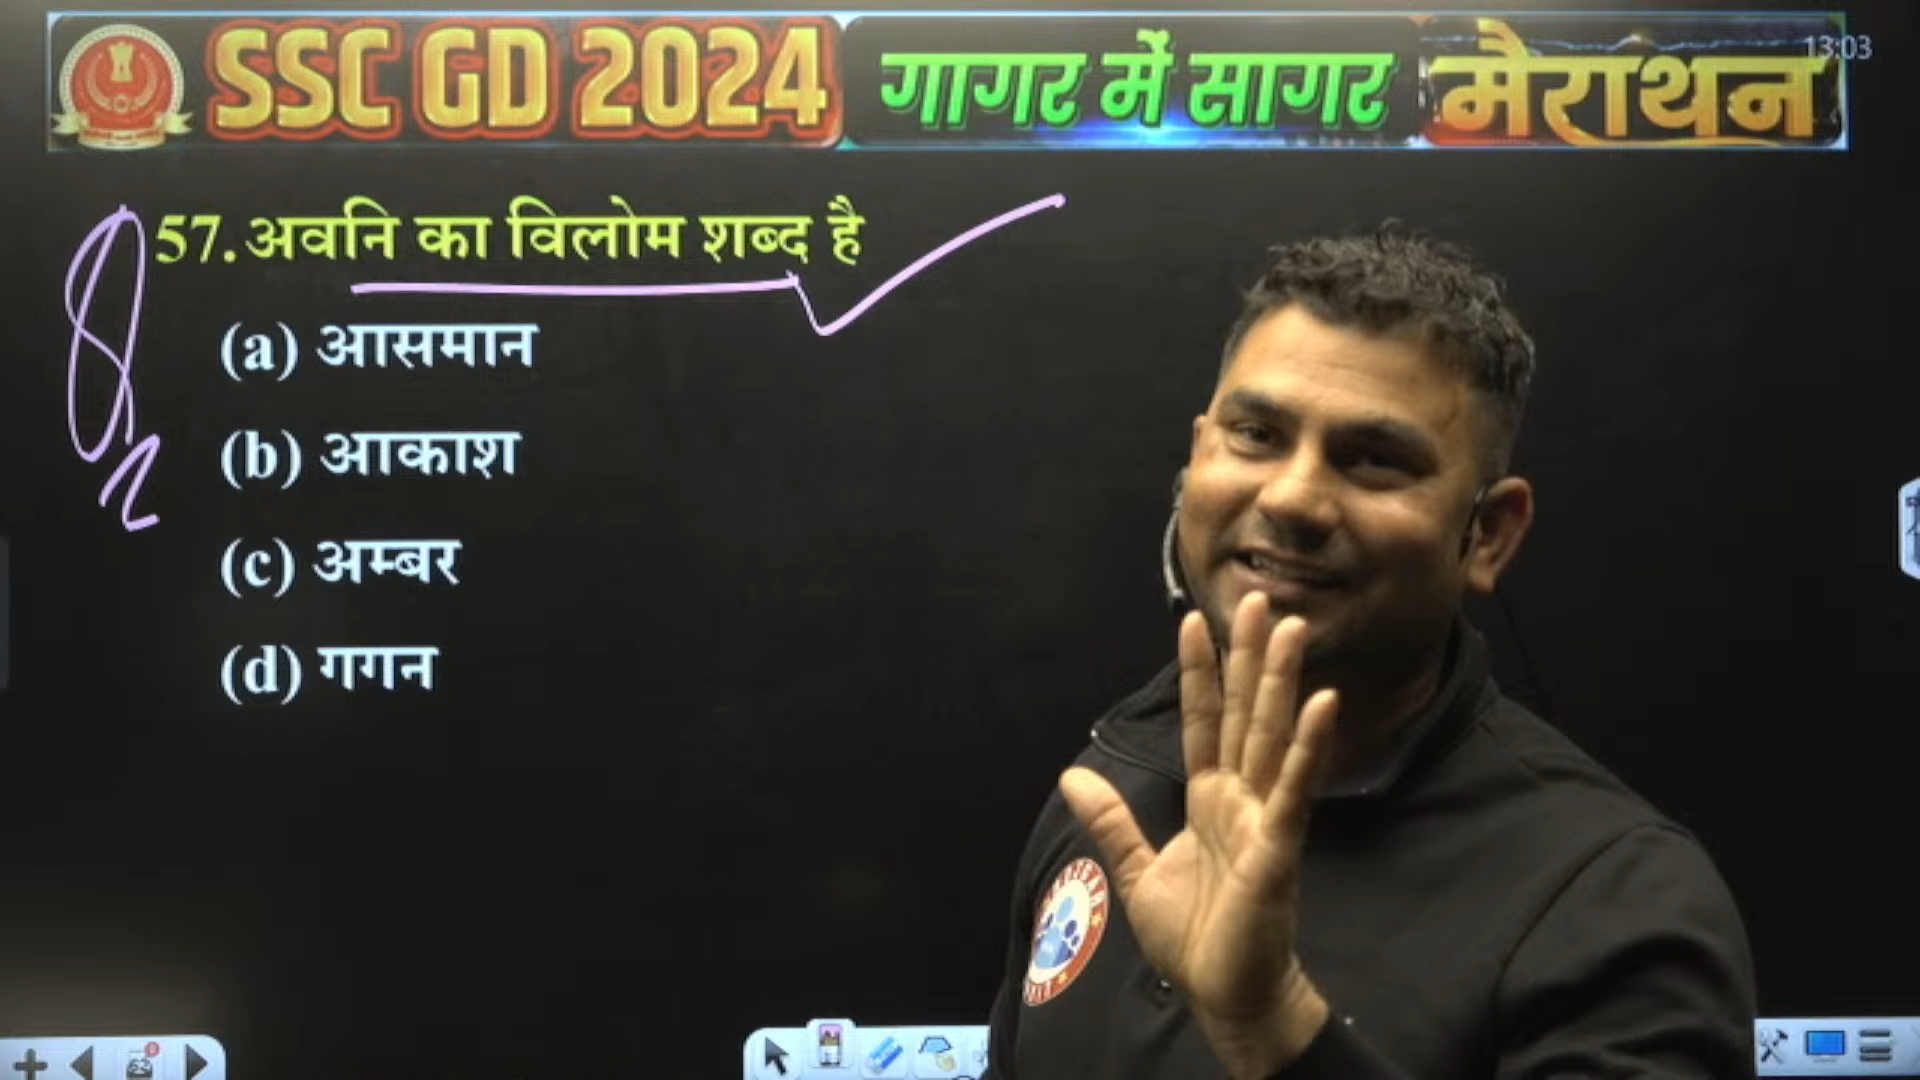 SSC GD 2024 गागर में सागर मैराथन
13:03
57. अवनि का विलोम शब्द है
(a) आसमान
(b) आकाश
(c) अम्बर
(d) गगन